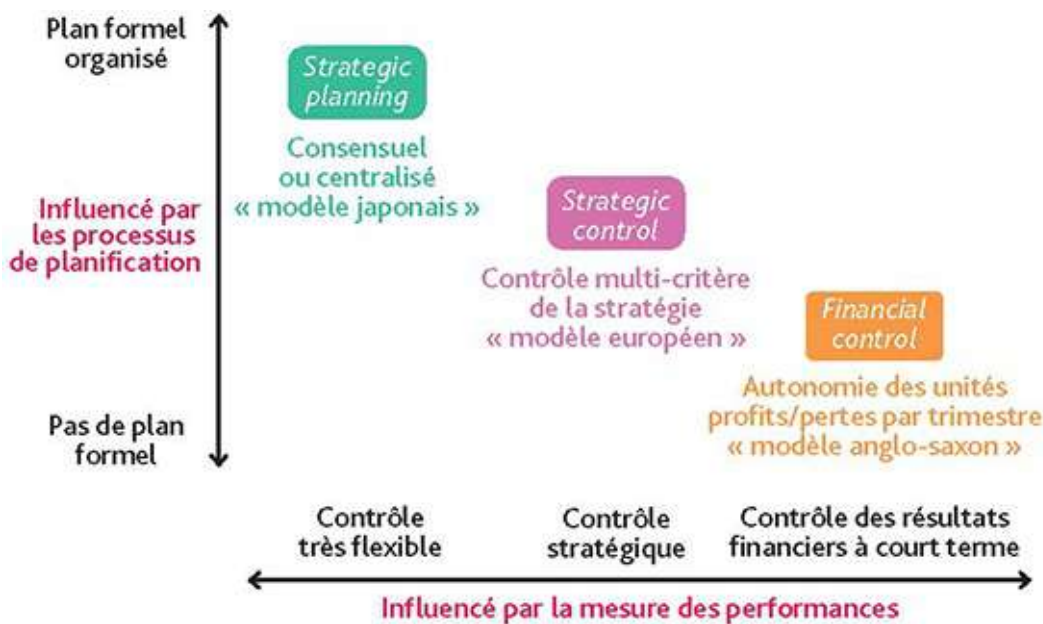 Plan formel
organisé
Strategic
planning
Consensuel
ou centralisé
« modèle japonais »
Influencé par
les processus
de planification
Strategic
control
Contrôle multi-critère
de la stratégie
« modèle européen »
Financial
control
Autonomie des unités
profits/pertes par trimestre
« modèle anglo-saxon »
Pas de plan
formel
Contrôle
très flexible
Contrôle
stratégique
Contrôle des résultats
financiers à court terme
Influencé par la mesure des performances